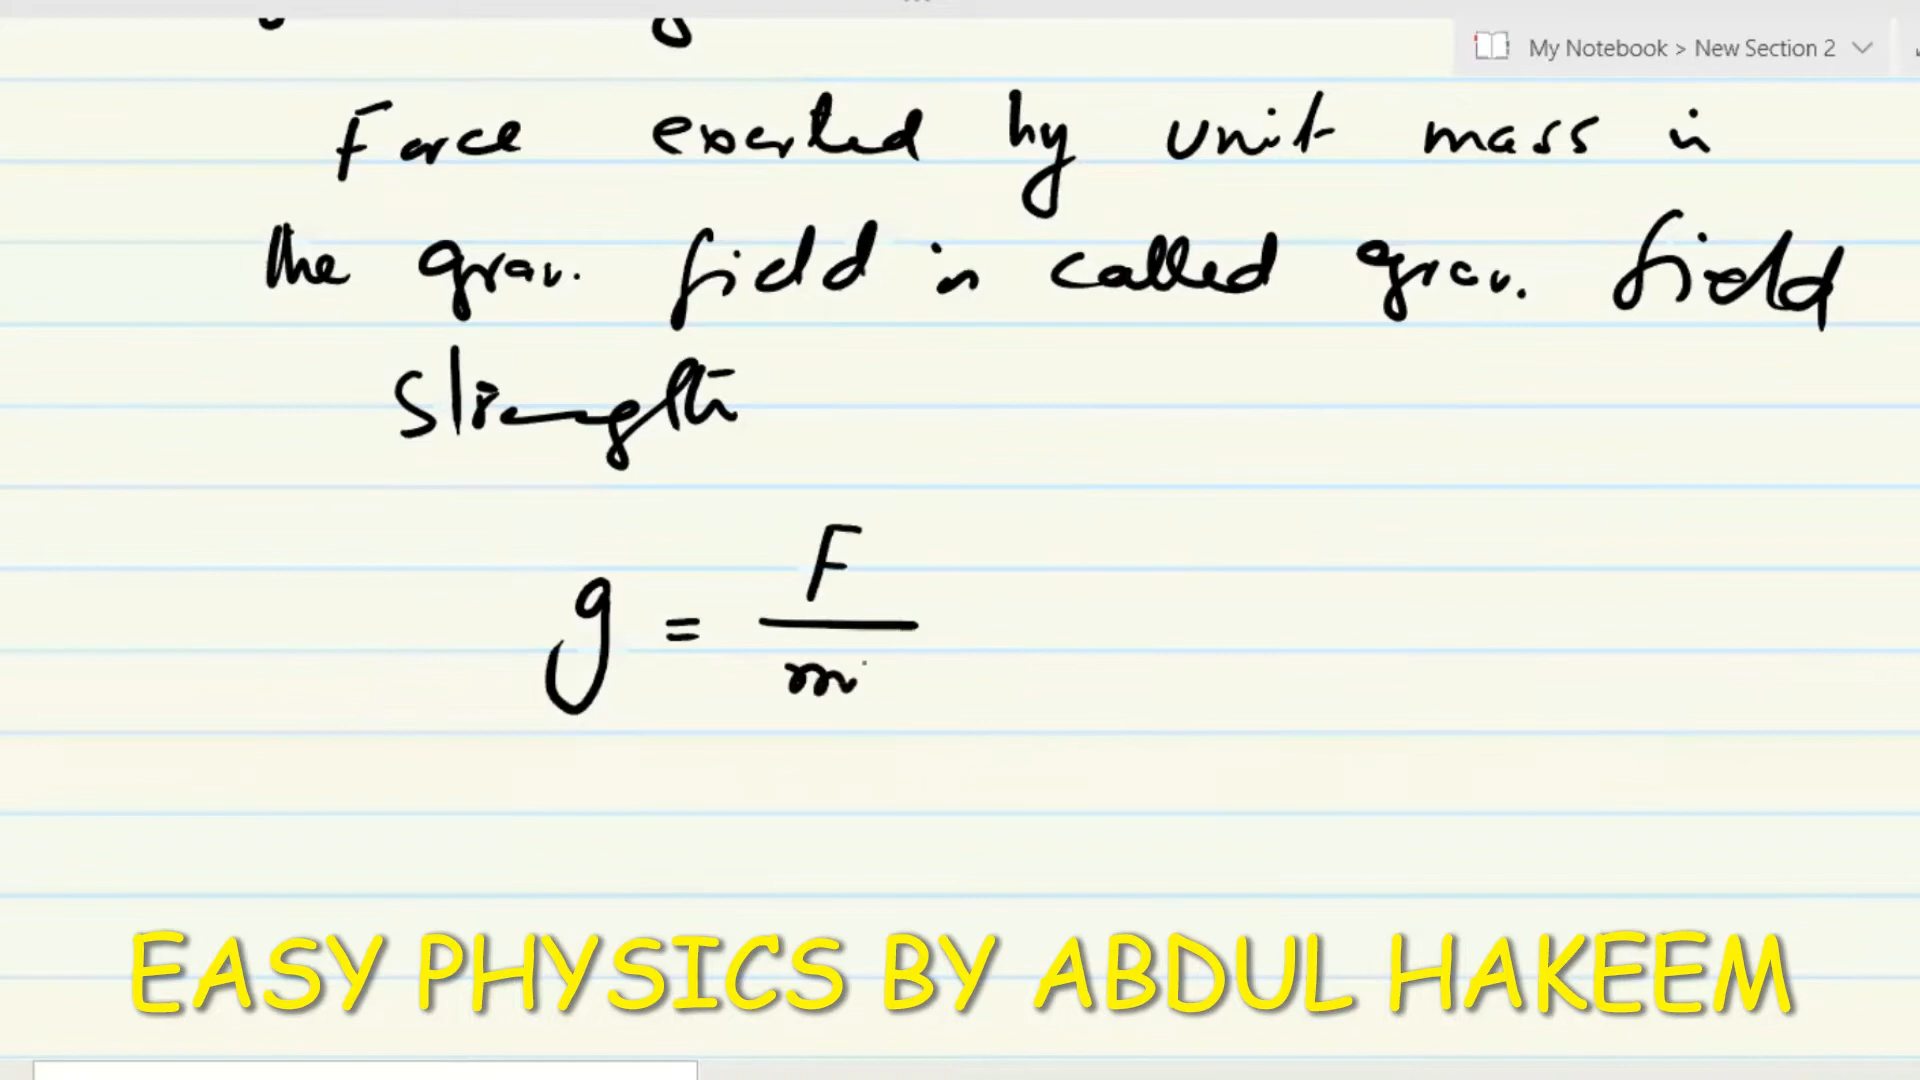 My Notebook > New Section 2
Force exerted by unit mass in
the grav. field is called grav. field
strength
g = F/m
EASY PHYSICS BY ABDUL HAKEEM